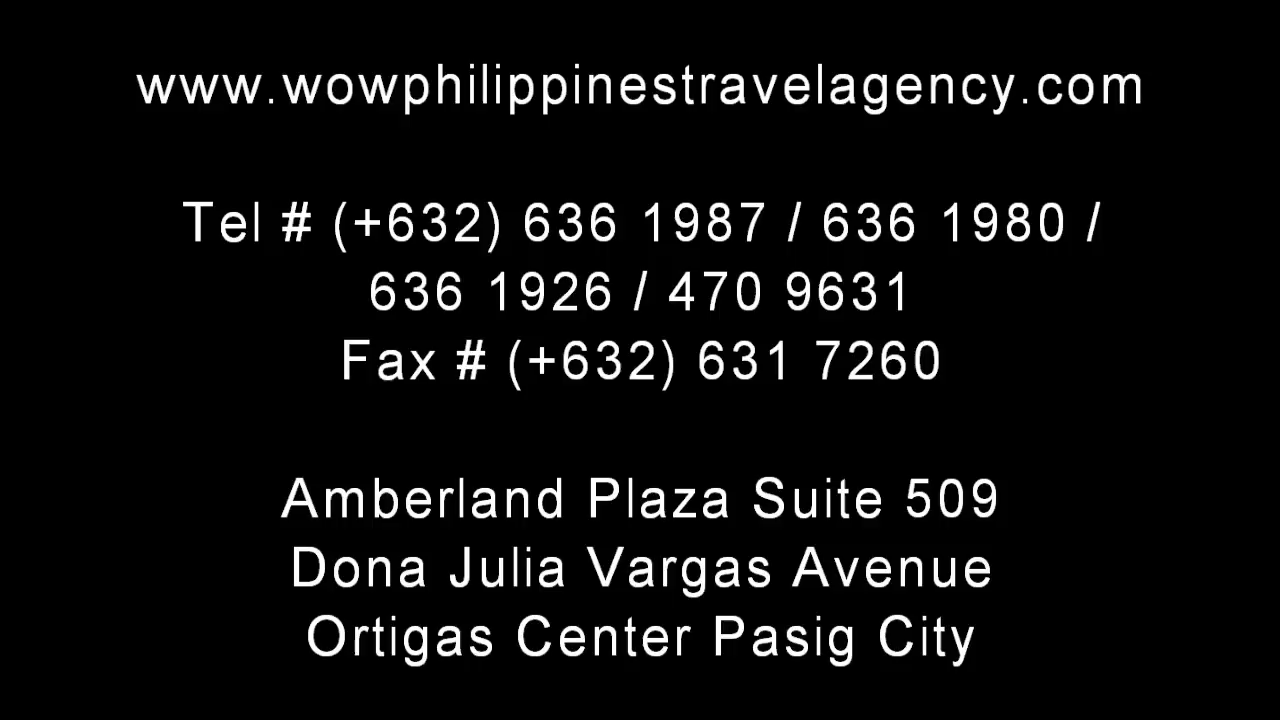 www.wowphilippinestravelagency.com
Tel # (+632) 636 1987 / 636 1980 /
636 1926 / 470 9631
Fax # (+632) 631 7260
Amberland Plaza Suite 509
Dona Julia Vargas Avenue
Ortigas Center Pasig City